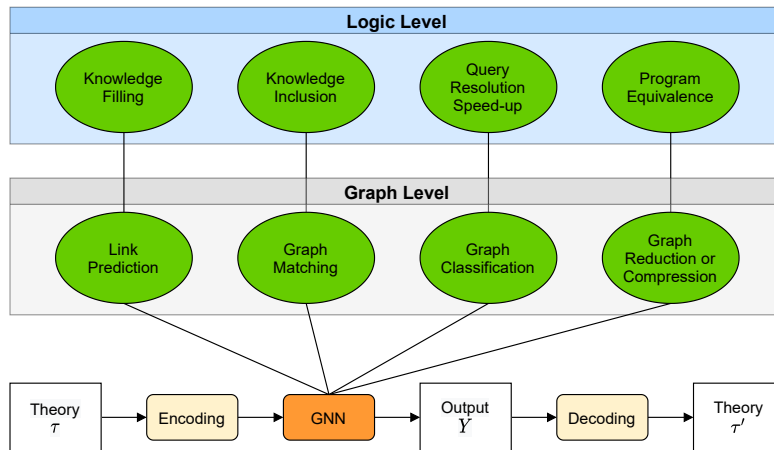 Logic Level
Knowledge
Filling
Knowledge
Inclusion
Query
Resolution
Speed-up
Program
Equivalence
Graph Level
Link
Prediction
Graph
Matching
Graph
Classification
Graph
Reduction or
Compression
Theory
τ
Encoding
GNN
Output
Y
Decoding
Theory
τ′